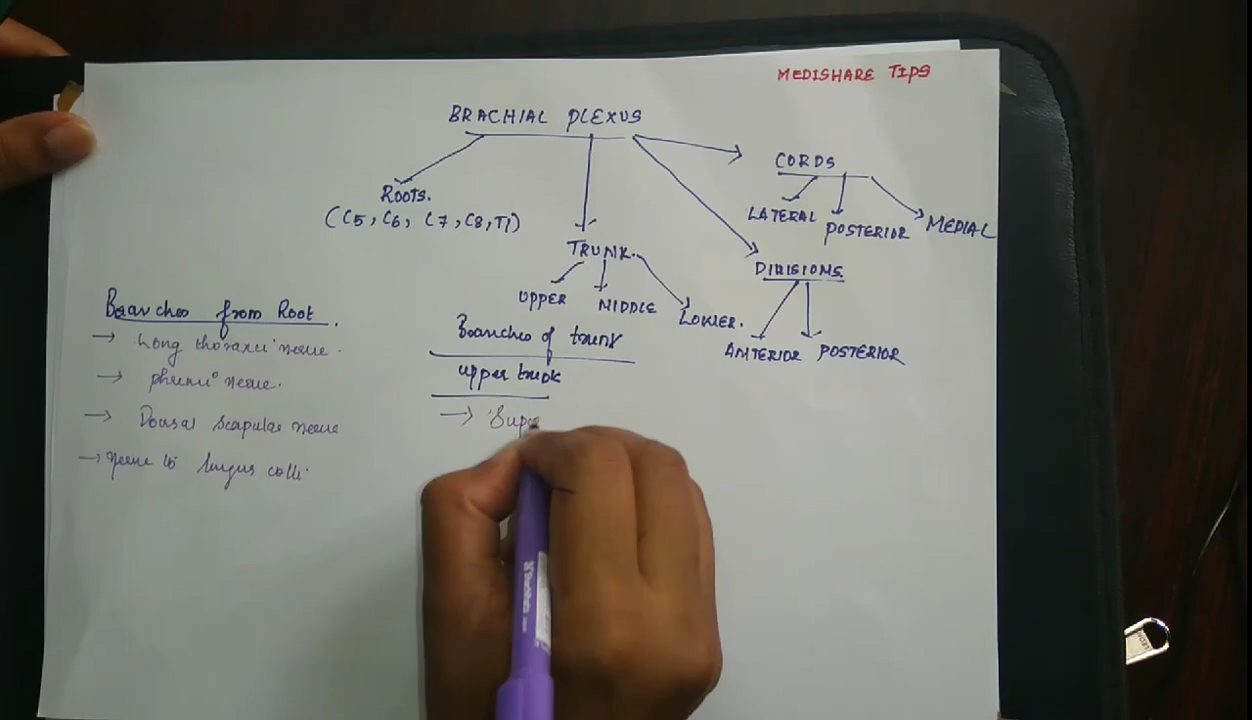 MEDISHARE TIPS
BRACHIAL PLEXUS
CORDS
LATERAL POSTERIOR MEDIAL
ROOTS.
(C5, C6, C7, C8, T1)
TRUNK.
UPPER MIDDLE LOWER.
DIVISIONS.
ANTERIOR POSTERIOR
Branches from Root.
→ Long thoracic nerve.
→ phrenic nerve.
→ Dorsal scapular nerve
→ Nerve to longus colli.
Branches of trunk
upper trunk
→ Sup